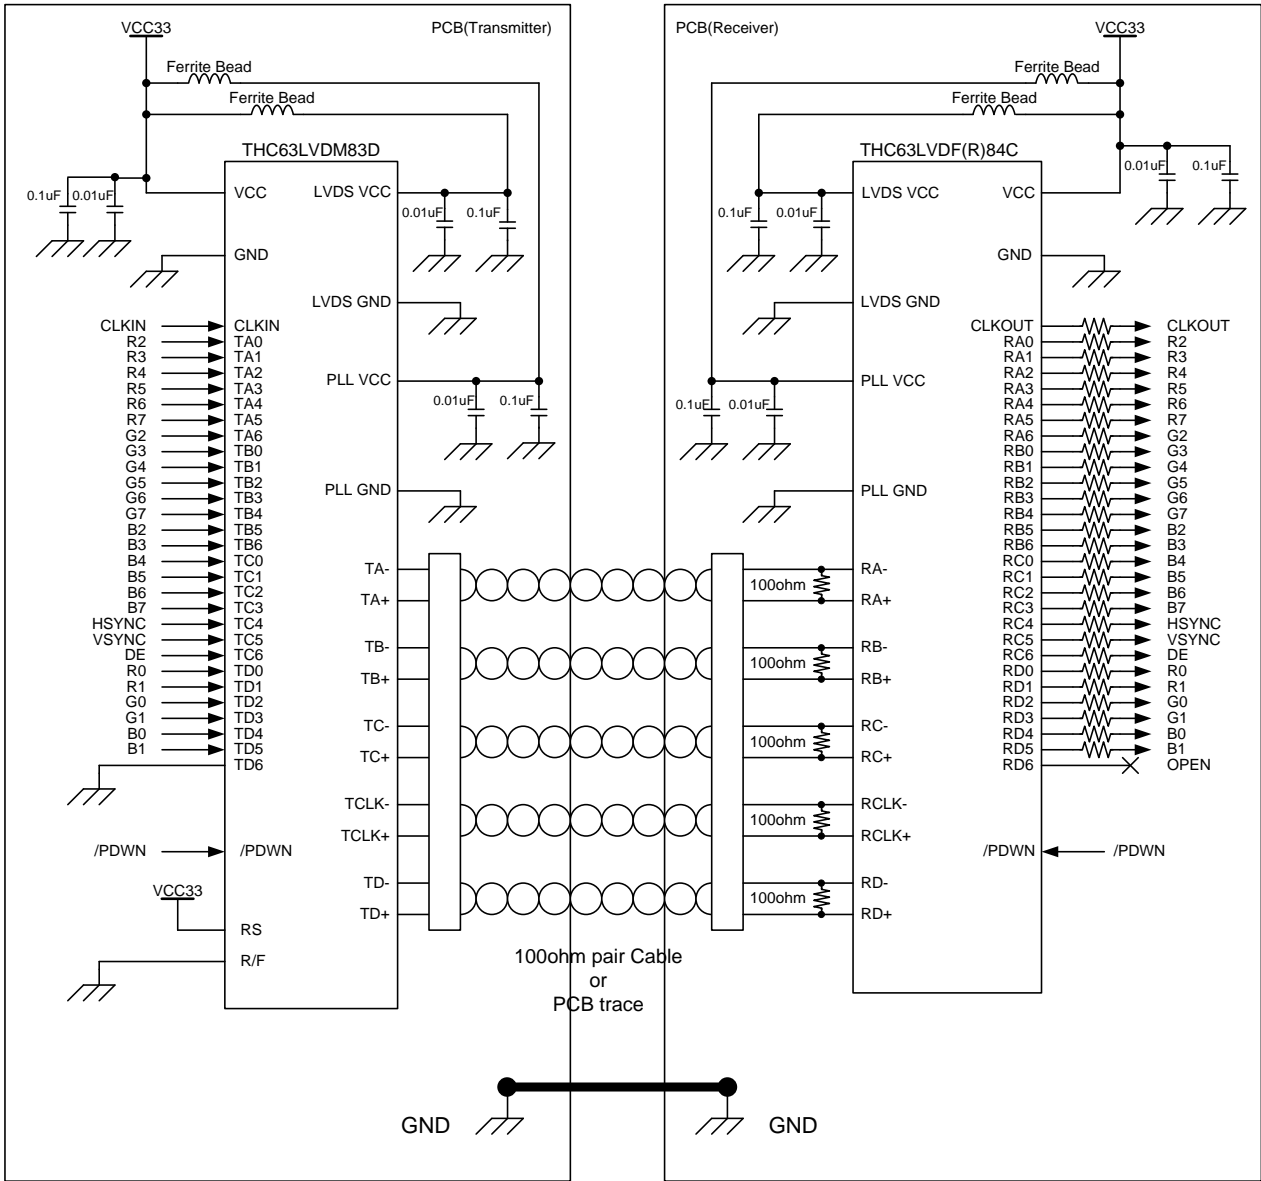 PCB(Transmitter)
VCC33
Ferrite Bead
Ferrite Bead
THC63LVDM83D
0.1uF
0.01uF
VCC
LVDS VCC
0.01uF
0.1uF
GND
LVDS GND
PLL VCC
0.01uF
0.1uF
PLL GND
CLKIN CLKIN
R2 TA0
R3 TA1
R4 TA2
R5 TA3
R6 TA4
R7 TA5
G2 TA6
G3 TB0
G4 TB1
G5 TB2
G6 TB3
G7 TB4
B2 TB5
B3 TB6
B4 TC0
B5 TC1
B6 TC2
B7 TC3
HSYNC TC4
VSYNC TC5
DE TC6
R0 TD0
R1 TD1
G0 TD2
G1 TD3
B0 TD4
B1 TD5
TD6
/PDWN /PDWN
VCC33
RS
R/F
TA-
TA+
TB-
TB+
TC-
TC+
TCLK-
TCLK+
TD-
TD+
100ohm pair Cable
or
PCB trace
PCB(Receiver)
VCC33
Ferrite Bead
Ferrite Bead
THC63LVDF(R)84C
0.1uF
0.01uF
LVDS VCC
VCC
0.01uF
0.1uF
GND
LVDS GND
PLL VCC
0.1uF
0.01uF
PLL GND
CLKOUT CLKOUT
RA0 R2
RA1 R3
RA2 R4
RA3 R5
RA4 R6
RA5 R7
RA6 G2
RB0 G3
RB1 G4
RB2 G5
RB3 G6
RB4 G7
RB5 B2
RB6 B3
RC0 B4
RC1 B5
RC2 B6
RC3 B7
RC4 HSYNC
RC5 VSYNC
RC6 DE
RD0 R0
RD1 R1
RD2 G0
RD3 G1
RD4 B0
RD5 B1
RD6 OPEN
/PDWN /PDWN
RA-
100ohm
RA+
RB-
100ohm
RB+
RC-
100ohm
RC+
RCLK-
100ohm
RCLK+
RD-
100ohm
RD+
GND
GND